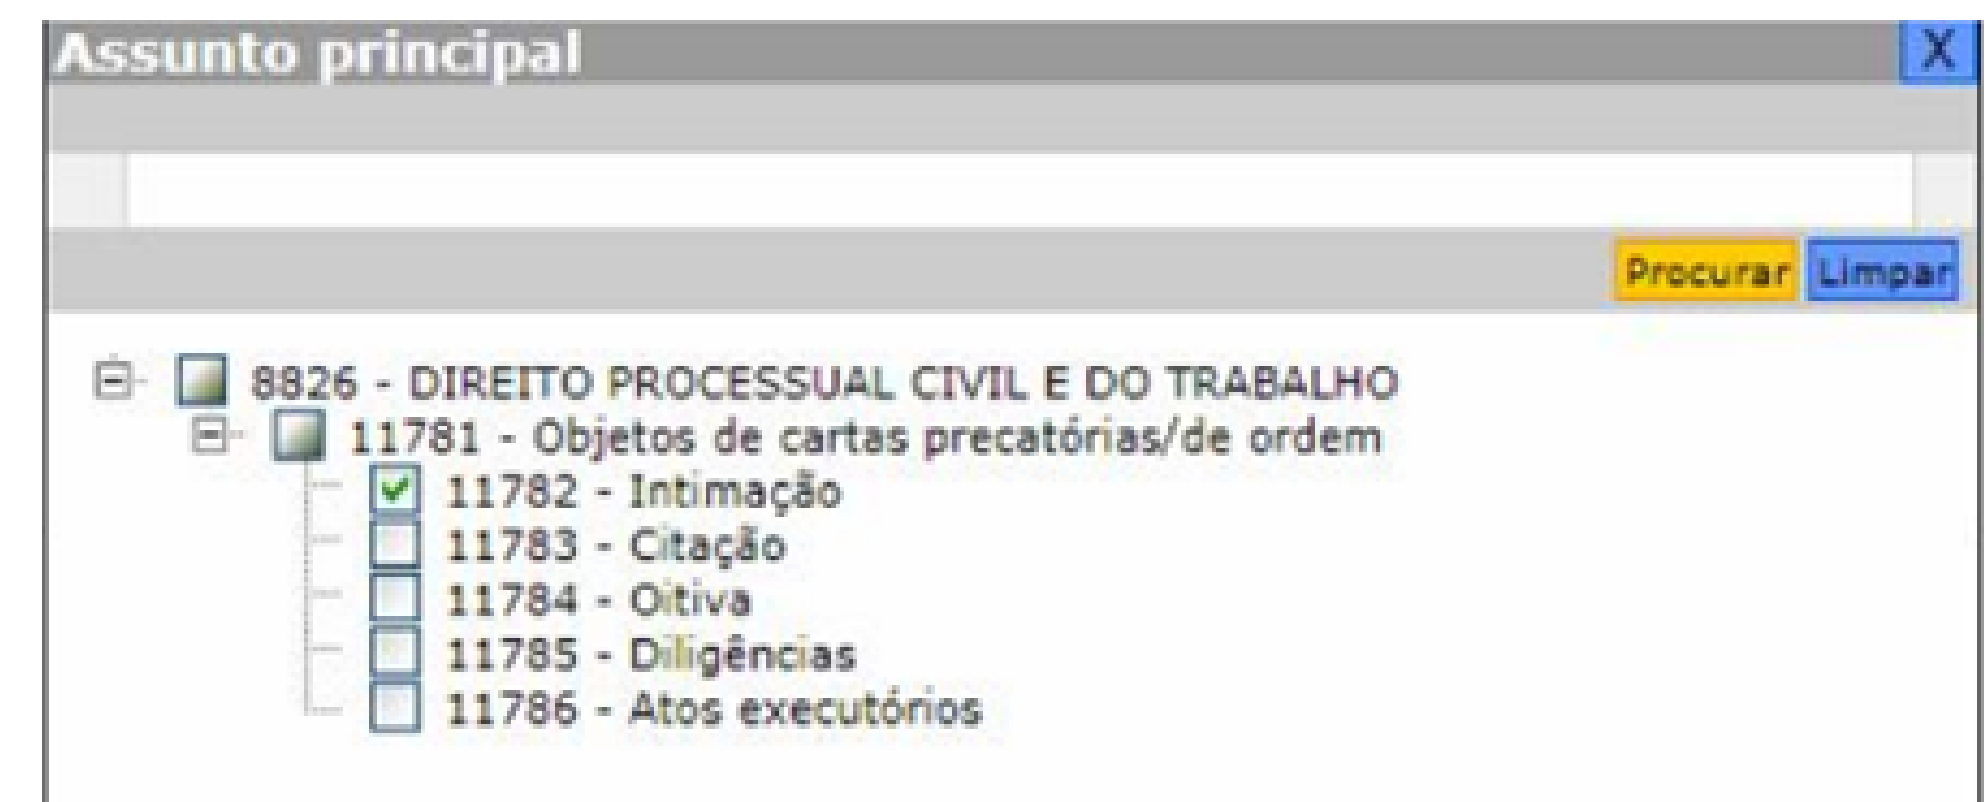 Assunto principal X
Procurar Limpar
8826 - DIREITO PROCESSUAL CIVIL E DO TRABALHO
11781 - Objetos de cartas precatórias/de ordem
11782 - Intimação
11783 - Citação
11784 - Oitiva
11785 - Diligências
11786 - Atos executórios